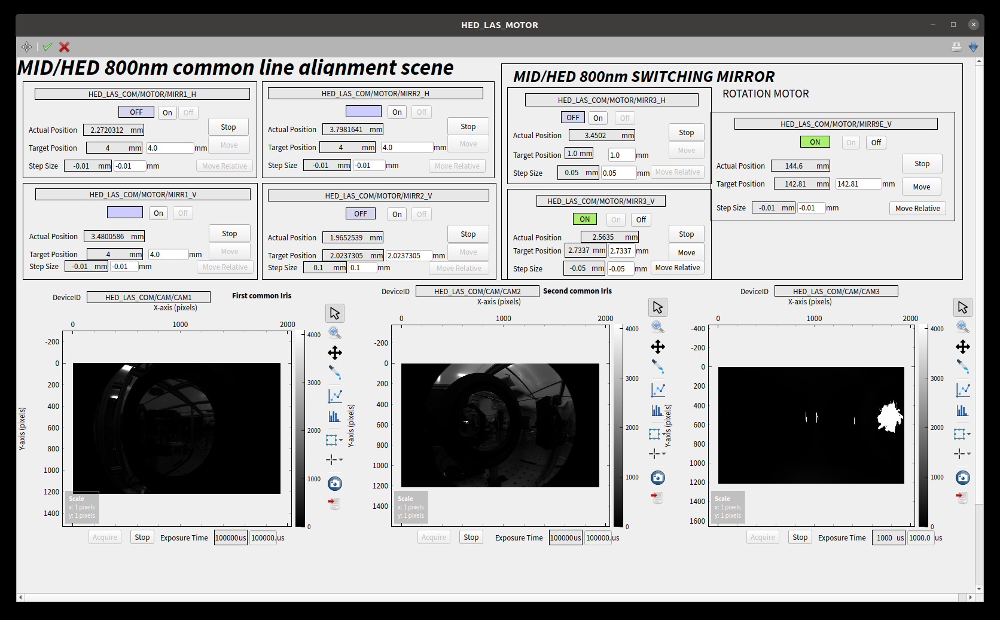 HED_LAS_MOTOR
MID/HED 800nm common line alignment scene
HED_LAS_COM/MOTOR/MIRR1_H
OFF On Off
Actual Position 2.2720312 mm Stop
Target Position 4 mm 4.0 mm Move
Step Size -0.01 mm -0.01 mm Move Relative
HED_LAS_COM/MOTOR/MIRR2_H
On Off
Actual Position 3.7981641 mm Stop
Target Position 4 mm 4.0 mm Move
Step Size -0.01 mm -0.01 mm Move Relative
HED_LAS_COM/MOTOR/MIRR1_V
On Off
Actual Position 3.4800586 mm Stop
Target Position 4 mm 4.0 mm Move
Step Size -0.01 mm -0.01 mm Move Relative
HED_LAS_COM/MOTOR/MIRR2_V
OFF On Off
Actual Position 1.9652539 mm Stop
Target Position 2.0237305 mm 2.0237305 mm Move
Step Size 0.1 mm 0.1 mm Move Relative
MID/HED 800nm SWITCHING MIRROR
HED_LAS_COM/MOTOR/MIRR3_H
OFF On Off
Actual Position 3.4502 mm Stop
Target Position 1.0 mm 1.0 mm Move
Step Size 0.05 mm 0.05 mm Move Relative
HED_LAS_COM/MOTOR/MIRR3_V
ON On Off
Actual Position 2.5635 mm Stop
Target Position 2.7337 mm 2.7337 mm Move
Step Size -0.05 mm -0.05 mm Move Relative
ROTATION MOTOR
HED_LAS_COM/MOTOR/MIRR9E_V
ON On Off
Actual Position 144.6 mm Stop
Target Position 142.81 mm 142.81 mm Move
Step Size -0.01 mm -0.01 mm Move Relative
DeviceID HED_LAS_COM/CAM/CAM1 First common Iris
X-axis (pixels)
0 1000 2000
Y-axis (pixels)
-200
0
200
400
600
800
1000
1200
1400
4000
3000
2000
1000
0
Scale
x: 1 pixels
y: 1 pixels
Acquire Stop Exposure Time 100000 us 100000. us
DeviceID HED_LAS_COM/CAM/CAM2 Second common Iris
X-axis (pixels)
0 1000 2000
Y-axis (pixels)
-200
0
200
400
600
800
1000
1200
1400
4000
3000
2000
1000
0
Scale
x: 1 pixels
y: 1 pixels
Acquire Stop Exposure Time 100000 us 100000. us
DeviceID HED_LAS_COM/CAM/CAM3
X-axis (pixels)
0 1000 2000
Y-axis (pixels)
-400
-200
0
200
400
600
800
1000
1200
1400
1600
4000
3000
2000
1000
0
Scale
x: 1 pixels
y: 1 pixels
Acquire Stop Exposure Time 1000 us 1000.0 us